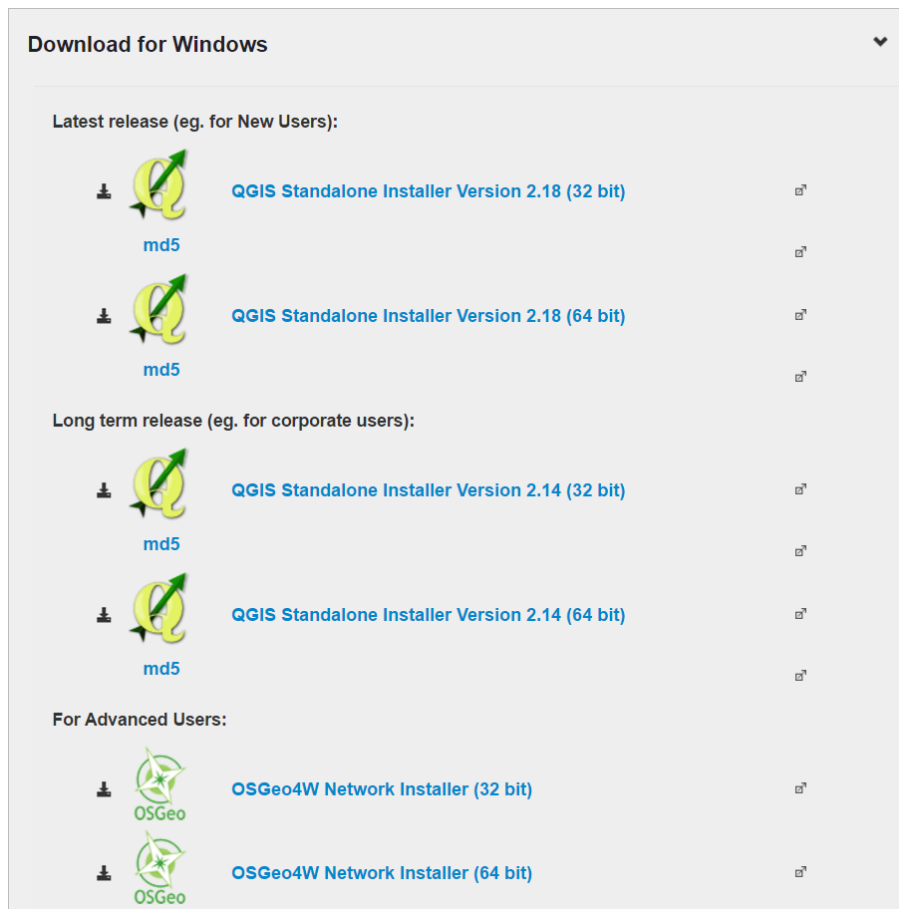 Download for Windows
Latest release (eg. for New Users):
QGIS Standalone Installer Version 2.18 (32 bit)
md5
QGIS Standalone Installer Version 2.18 (64 bit)
md5
Long term release (eg. for corporate users):
QGIS Standalone Installer Version 2.14 (32 bit)
md5
QGIS Standalone Installer Version 2.14 (64 bit)
md5
For Advanced Users:
OSGeo4W Network Installer (32 bit)
OSGeo
OSGeo4W Network Installer (64 bit)
OSGeo